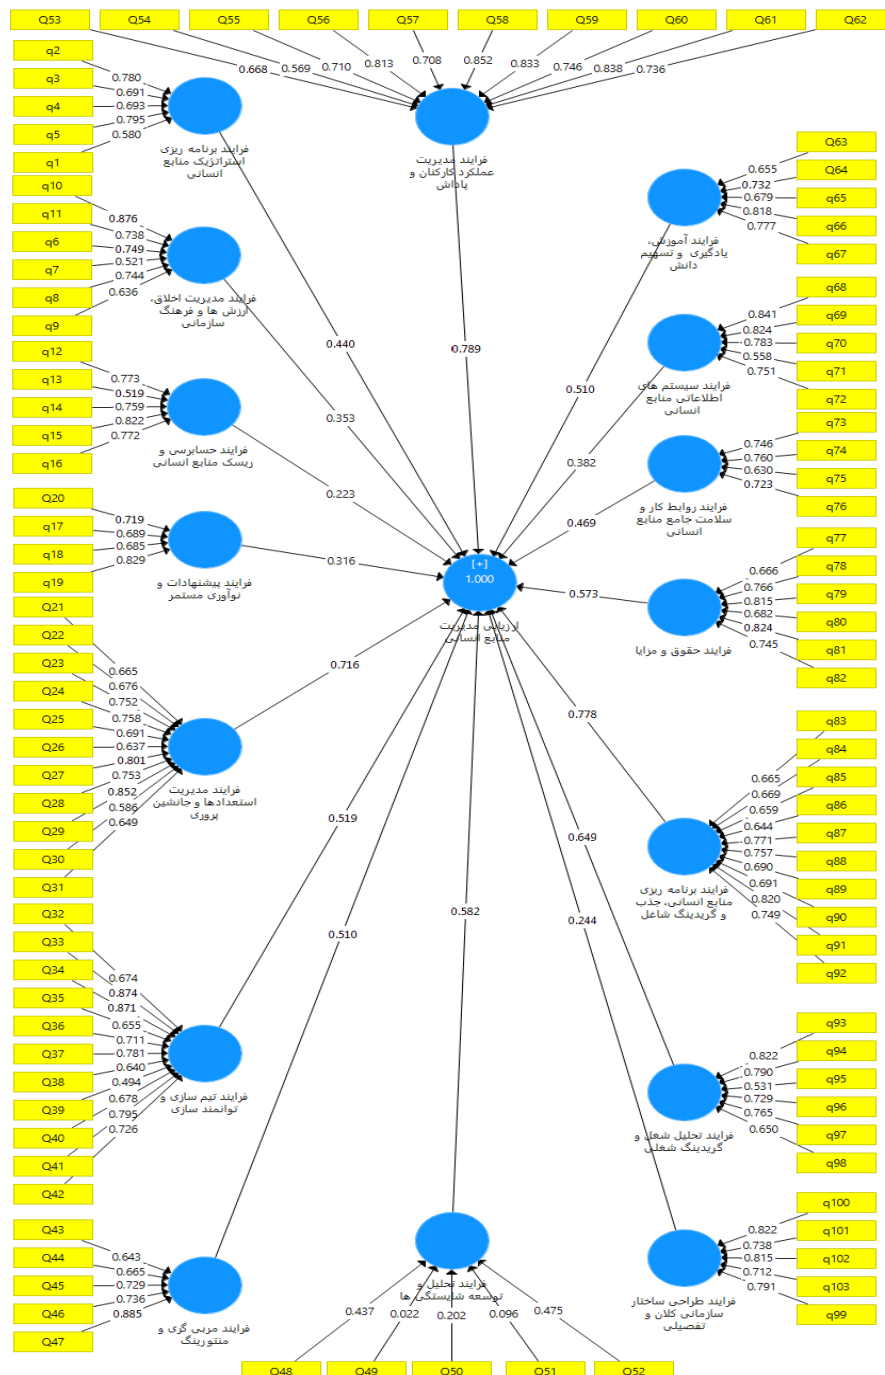 Q53 Q54 Q55 Q56 Q57 Q58 Q59 Q60 Q61 Q62
0.668 0.569 0.710 0.813 0.708 0.852 0.833 0.746 0.838 0.736
فرایند مدیریت
عملکرد کارکنان و
پاداش
0.789
q2
q3
q4
q5
q1
0.780
0.691
0.693
0.795
0.580
فرایند برنامه ریزی
استراتژیک منابع
انسانی
0.440
q10
q11
q6
q7
q8
q9
0.876
0.738
0.749
0.521
0.744
0.636
فرایند مدیریت اخلاق،
ارزش ها و فرهنگ
سازمانی
0.353
q12
q13
q14
q15
q16
0.773
0.519
0.759
0.822
0.772
فرایند حسابرسی و
ریسک منابع انسانی
0.223
Q20
q17
q18
q19
0.719
0.689
0.685
0.829
فرایند پیشنهادات و
نوآوری مستمر
0.316
Q21
Q22
Q23
Q24
Q25
Q26
Q27
Q28
Q29
Q30
Q31
0.665
0.676
0.752
0.758
0.691
0.637
0.801
0.753
0.852
0.586
0.649
فرایند مدیریت
استعدادها و جانشین
پروری
0.716
Q32
Q33
Q34
Q35
Q36
Q37
Q38
Q39
Q40
Q41
Q42
0.674
0.874
0.871
0.655
0.711
0.781
0.640
0.494
0.678
0.795
0.726
فرایند تیم سازی و
توانمند سازی
0.519
Q43
Q44
Q45
Q46
Q47
0.643
0.665
0.729
0.736
0.885
فرایند مربی گری و
منتورینگ
0.510
[+]
1.000
ارزیابی مدیریت
منابع انسانی
Q63
Q64
q65
q66
q67
0.655
0.732
0.679
0.818
0.777
فرایند آموزش،
یادگیری و تسهیم
دانش
0.510
q68
q69
q70
q71
q72
0.841
0.824
0.783
0.558
0.751
فرایند سیستم های
اطلاعاتی منابع
انسانی
0.382
q73
q74
q75
q76
0.746
0.760
0.630
0.723
فرایند روابط کار و
سلامت جامع منابع
انسانی
0.469
q77
q78
q79
q80
q81
q82
0.666
0.766
0.815
0.682
0.824
0.745
فرایند حقوق و مزایا
0.573
q83
q84
q85
q86
q87
q88
q89
q90
q91
q92
0.665
0.669
0.659
0.644
0.771
0.757
0.690
0.691
0.820
0.749
فرایند برنامه ریزی
منابع انسانی، جذب
و گریدینگ شاغل
0.778
q93
q94
q95
q96
q97
q98
0.822
0.790
0.531
0.729
0.765
0.650
فرایند تحلیل شغل و
گریدینگ شغلی
0.649
q100
q101
q102
q103
q99
0.822
0.738
0.815
0.712
0.791
فرایند طراحی ساختار
سازمانی کلان و
تفصیلی
0.244
0.582
فرایند تحلیل و
توسعه شایستگی ها
0.437 0.022 0.202 0.096 0.475
Q48 Q49 Q50 Q51 Q52